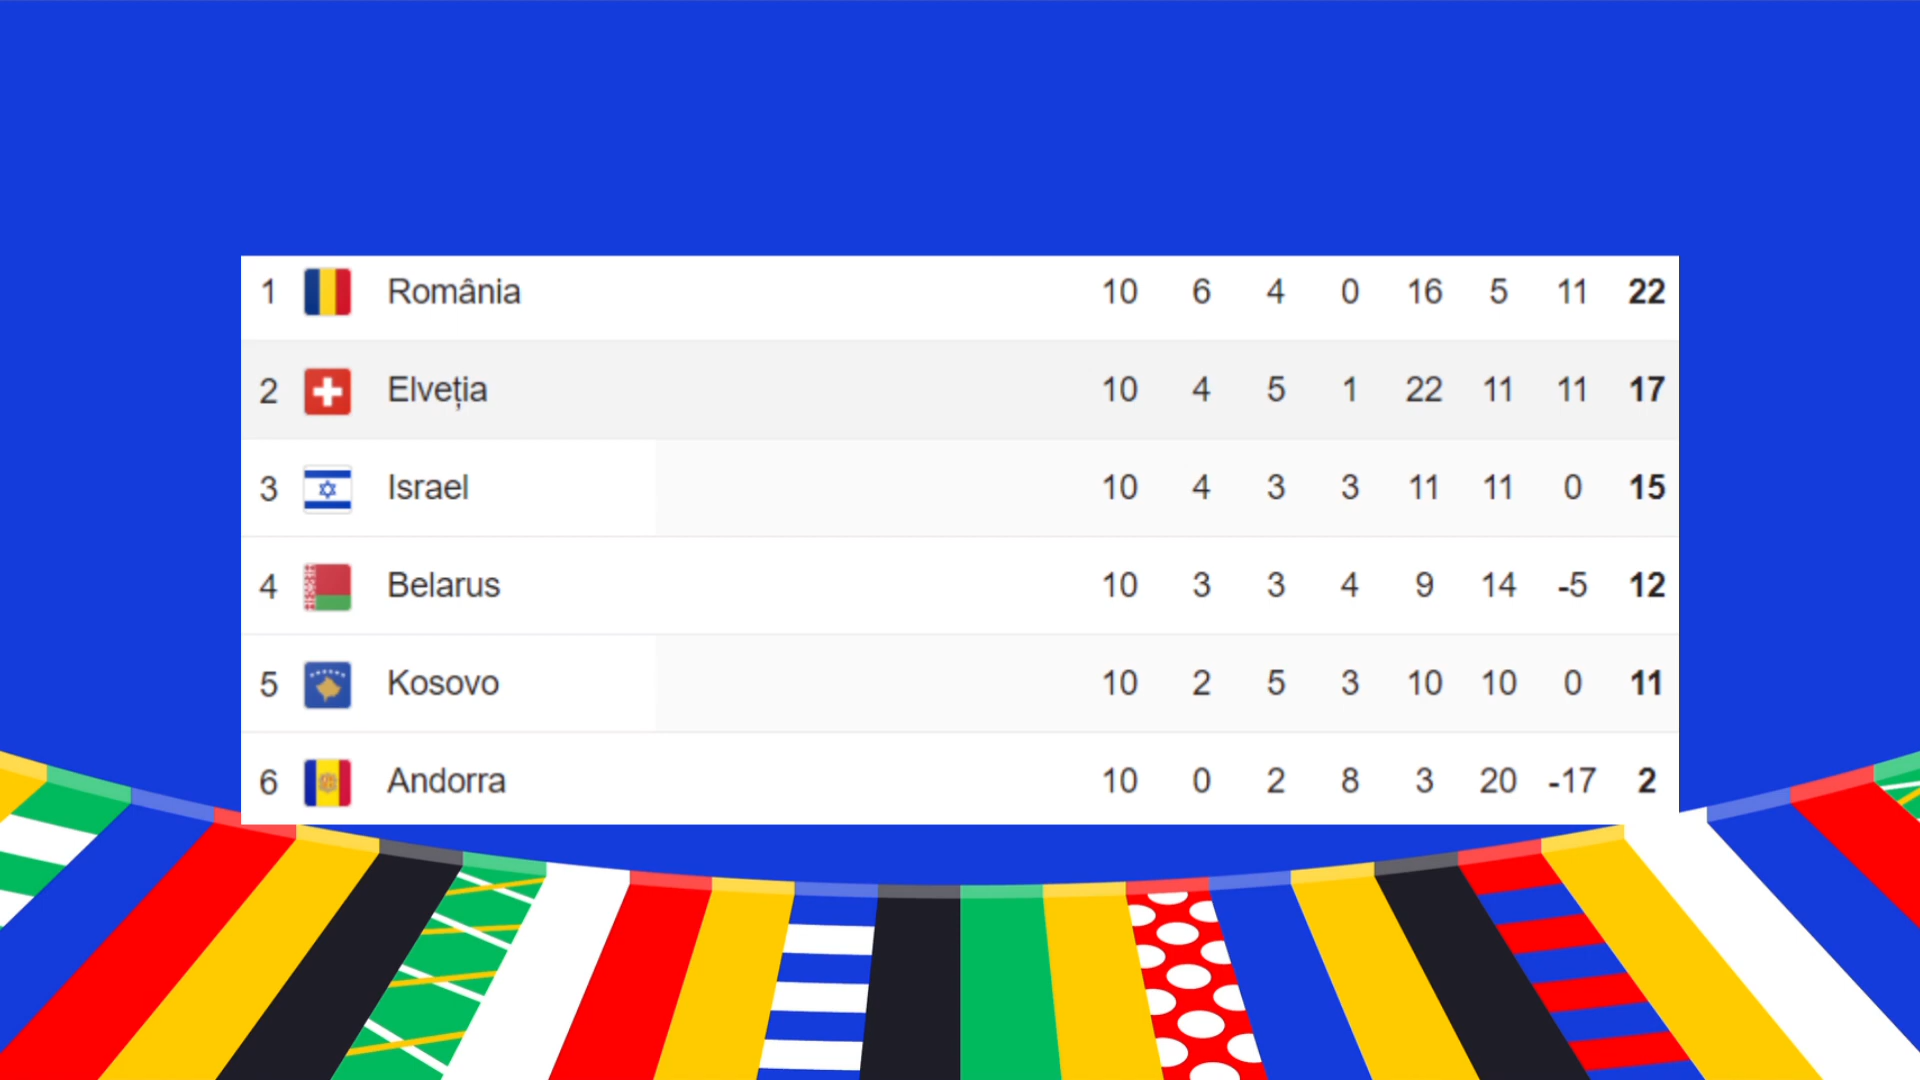 1 România 10 6 4 0 16 5 11 22
2 Elveția 10 4 5 1 22 11 11 17
3 Israel 10 4 3 3 11 11 0 15
4 Belarus 10 3 3 4 9 14 -5 12
5 Kosovo 10 2 5 3 10 10 0 11
6 Andorra 10 0 2 8 3 20 -17 2